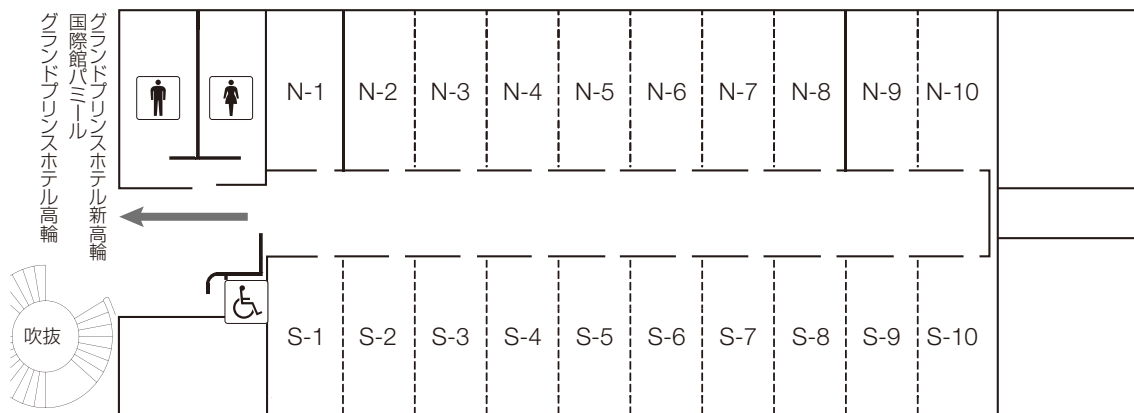 グランドプリンスホテル新高輪
国際館パミール
グランドプリンスホテル高輪
N-1 N-2 N-3 N-4 N-5 N-6 N-7 N-8 N-9 N-10
吹抜
S-1 S-2 S-3 S-4 S-5 S-6 S-7 S-8 S-9 S-10